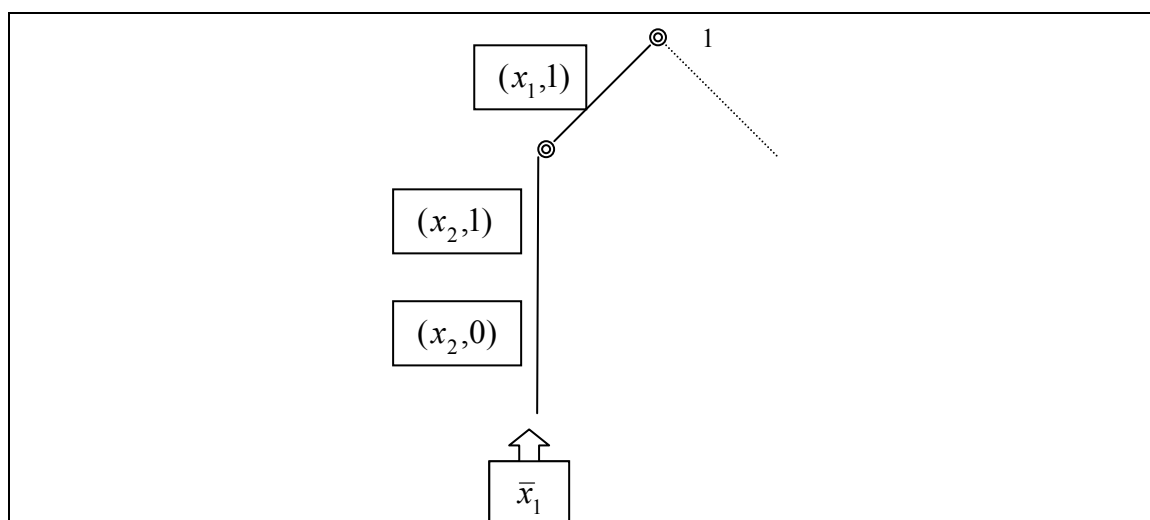 1
(x₁,1)
(x₂,1)
(x₂,0)
x̄₁